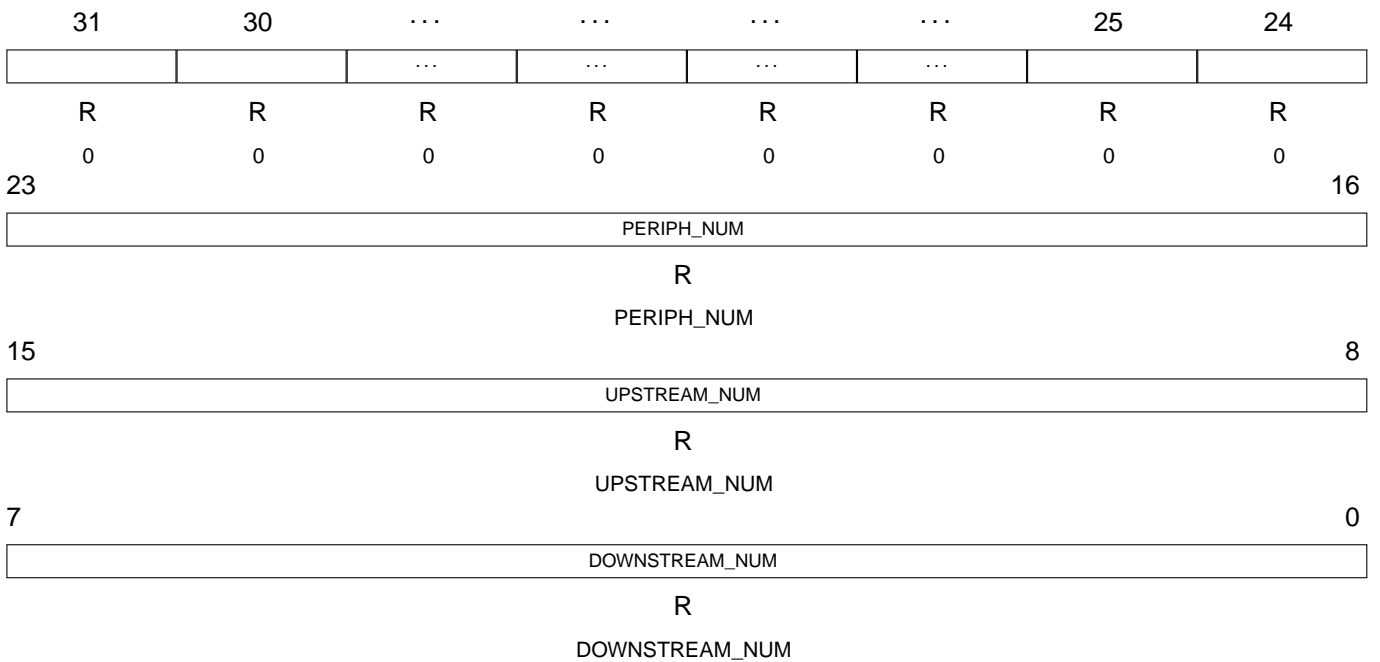 31 30 ... ... ... ... 25 24
... ... ... ...
R R R R R R R R
0 0 0 0 0 0 0 0
23 16
PERIPH_NUM
R
PERIPH_NUM
15 8
UPSTREAM_NUM
R
UPSTREAM_NUM
7 0
DOWNSTREAM_NUM
R
DOWNSTREAM_NUM